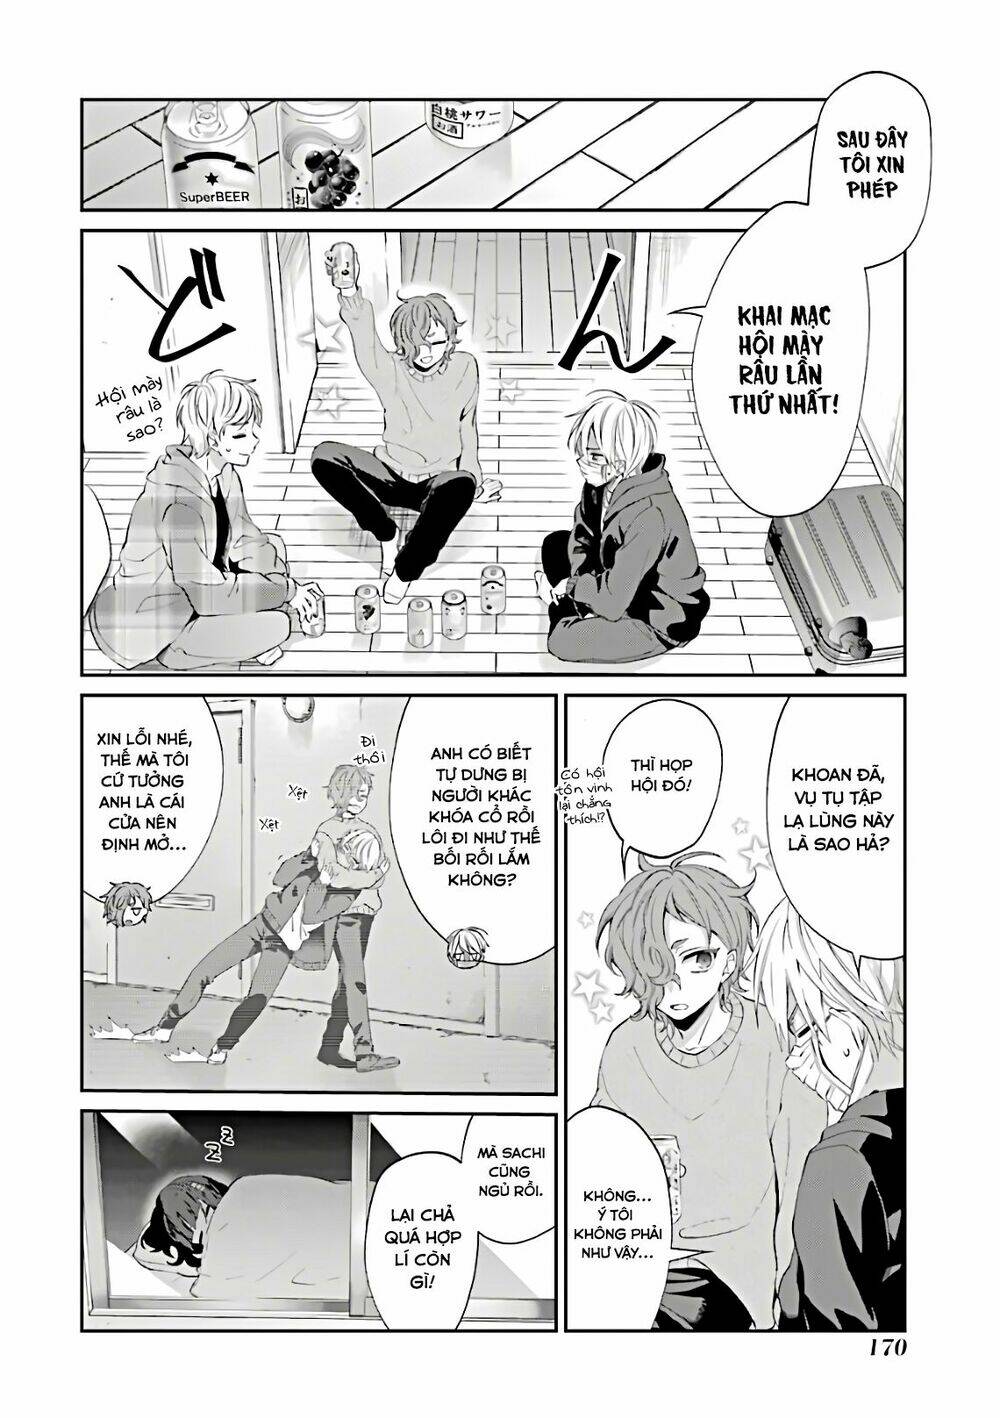 SAU ĐÂY
TÔI XIN
PHÉP
白桃サワー
お酒
SuperBEER
お
KHAI MẠC
HỘI MÀY
RÂU LẦN
THỨ NHẤT!
どん
Hội mày
râu là
sao?
KHOAN ĐÃ,
VỤ TỤ TẬP
LẠ LÙNG NÀY
LÀ SAO HẢ?
THÌ HỌP
HỘI ĐÓ!
Có hội
tôn vinh
lại chẳng
thích!?
KHÔNG...
Ý TÔI
KHÔNG PHẢI
NHƯ VẬY...
ANH CÓ BIẾT
TỰ DƯNG BỊ
NGƯỜI KHÁC
KHÓA CỔ RỒI
LÔI ĐI NHƯ THẾ
BỐI RỐI LẮM
KHÔNG?
Đi
thôi
Xệt
Xệt
XIN LỖI NHÉ,
THẾ MÀ TÔI
CỨ TƯỞNG
ANH LÀ CÁI
CỬA NÊN
ĐỊNH MỞ...
MÀ SACHI
CŨNG
NGỦ RỒI.
LẠI CHẢ
QUÁ HỢP
LÍ CÒN
GÌ!
z z z
170